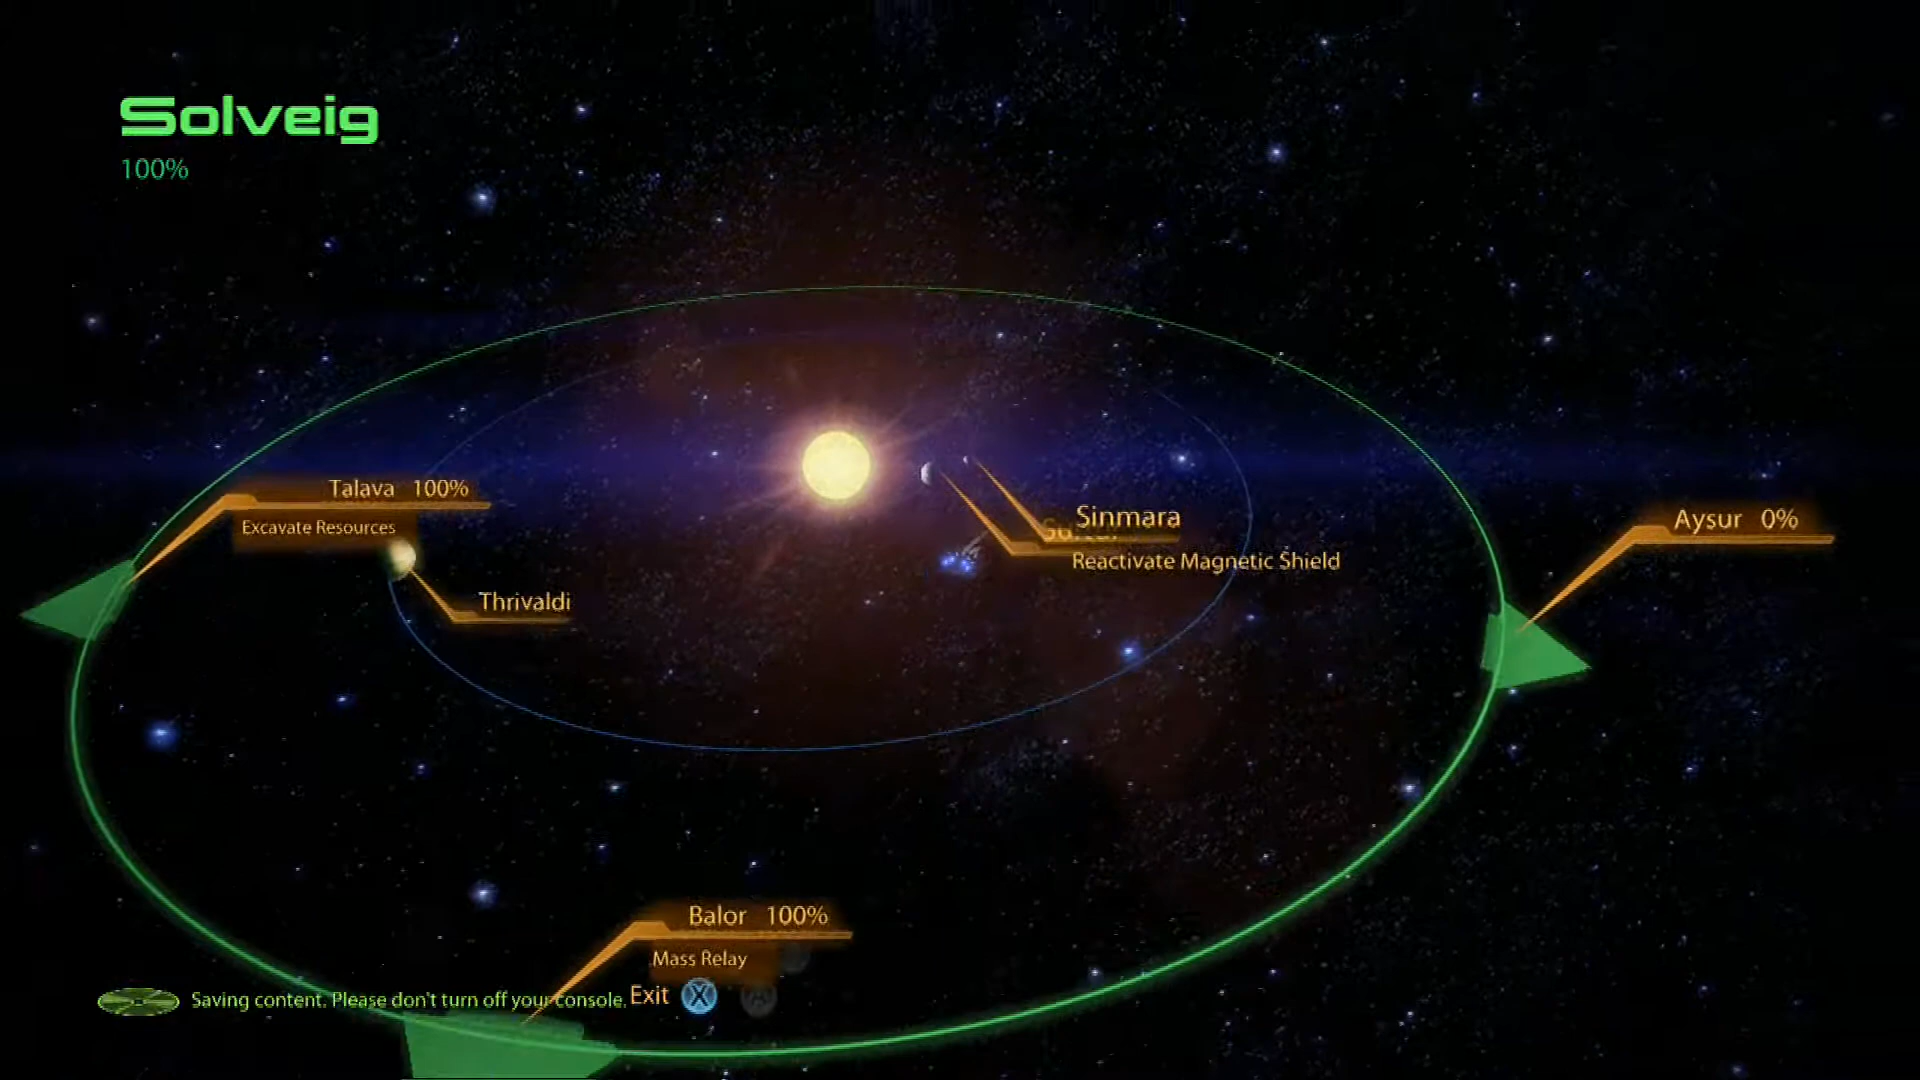 Solveig
100%
Talava 100%
Excavate Resources
Thrivaldi
Sinmara
Reactivate Magnetic Shield
Aysur 0%
Balor 100%
Mass Relay
Saving content. Please don't turn off your console.
Exit X